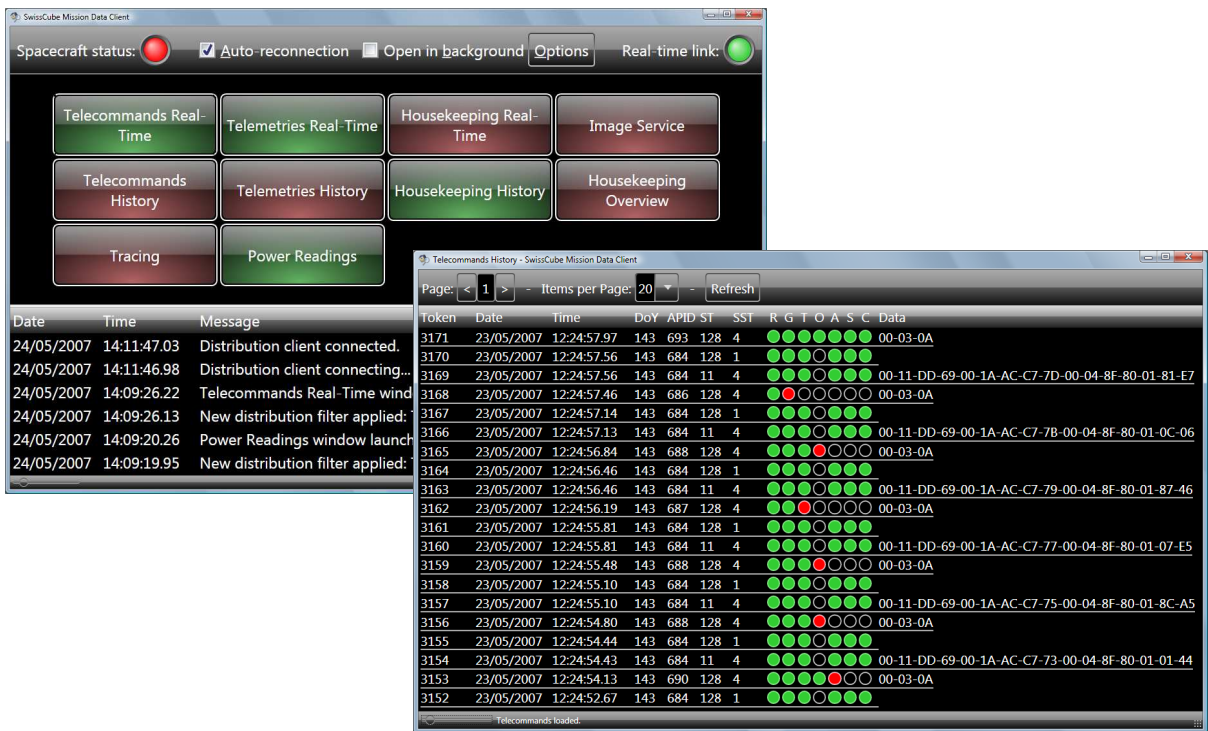 SwissCube Mission Data Client
Spacecraft status: Auto-reconnection Open in background Options Real-time link:
Telecommands Real-
Time
Telemetries Real-Time
Housekeeping Real-
Time
Image Service
Telecommands
History
Telemetries History
Housekeeping History
Housekeeping
Overview
Tracing
Power Readings
Date Time Message
24/05/2007 14:11:47.03 Distribution client connected.
24/05/2007 14:11:46.98 Distribution client connecting...
24/05/2007 14:09:26.22 Telecommands Real-Time wind
24/05/2007 14:09:26.13 New distribution filter applied:
24/05/2007 14:09:20.26 Power Readings window launch
24/05/2007 14:09:19.95 New distribution filter applied:
Telecommands History - SwissCube Mission Data Client
Page: < 1 > - Items per Page: 20 - Refresh
Token Date Time DoY APID ST SST R G T O A S C Data
3171 23/05/2007 12:24:57.97 143 693 128 4 00-03-0A
3170 23/05/2007 12:24:57.56 143 684 128 1
3169 23/05/2007 12:24:57.56 143 684 11 4 00-11-DD-69-00-1A-AC-C7-7D-00-04-8F-80-01-81-E7
3168 23/05/2007 12:24:57.46 143 686 128 4 00-03-0A
3167 23/05/2007 12:24:57.14 143 684 128 1
3166 23/05/2007 12:24:57.13 143 684 11 4 00-11-DD-69-00-1A-AC-C7-7B-00-04-8F-80-01-0C-06
3165 23/05/2007 12:24:56.84 143 688 128 4 00-03-0A
3164 23/05/2007 12:24:56.46 143 684 128 1
3163 23/05/2007 12:24:56.46 143 684 11 4 00-11-DD-69-00-1A-AC-C7-79-00-04-8F-80-01-87-46
3162 23/05/2007 12:24:56.19 143 687 128 4 00-03-0A
3161 23/05/2007 12:24:55.81 143 684 128 1
3160 23/05/2007 12:24:55.81 143 684 11 4 00-11-DD-69-00-1A-AC-C7-77-00-04-8F-80-01-07-E5
3159 23/05/2007 12:24:55.48 143 688 128 4 00-03-0A
3158 23/05/2007 12:24:55.10 143 684 128 1
3157 23/05/2007 12:24:55.10 143 684 11 4 00-11-DD-69-00-1A-AC-C7-75-00-04-8F-80-01-8C-A5
3156 23/05/2007 12:24:54.80 143 688 128 4 00-03-0A
3155 23/05/2007 12:24:54.44 143 684 128 1
3154 23/05/2007 12:24:54.43 143 684 11 4 00-11-DD-69-00-1A-AC-C7-73-00-04-8F-80-01-01-44
3153 23/05/2007 12:24:54.13 143 690 128 4 00-03-0A
3152 23/05/2007 12:24:52.67 143 684 128 1
Telecommands loaded.